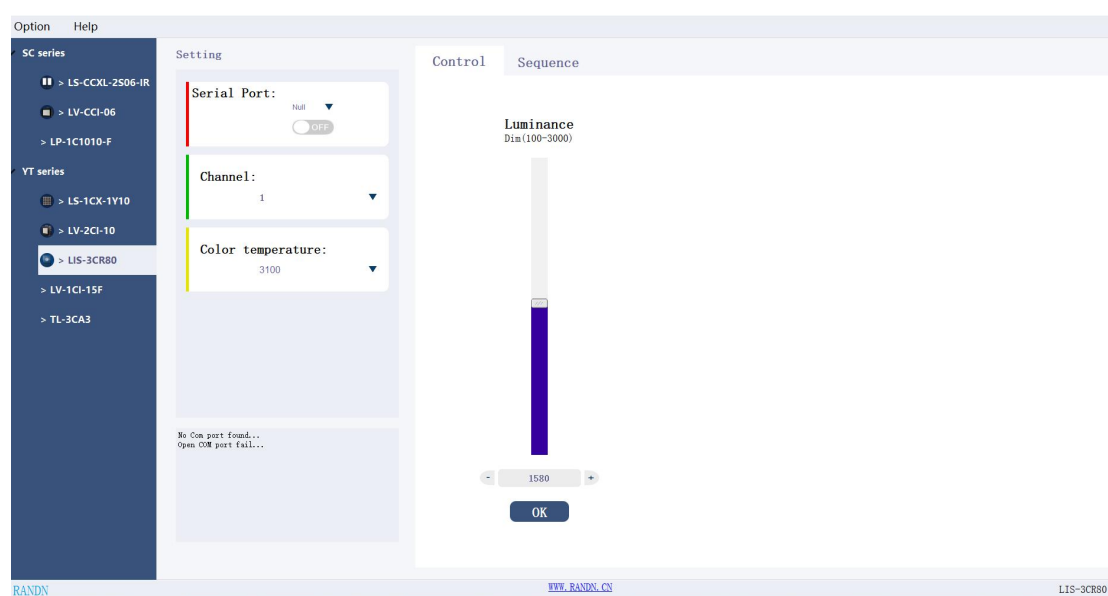 Option Help
SC series
> LS-CCXL-2S06-IR
> LV-CCI-06
> LP-1C1010-F
YT series
> LS-1CX-1Y10
> LV-2CI-10
> LIS-3CR80
> LV-1CI-15F
> TL-3CA3
Setting
Serial Port:
Null
OFF
Channel:
1
Color temperature:
3100
No Com port found...
Open COM port fail...
Control Sequence
Luminance
Dim(100-3000)
- 1580 +
OK
RANDN WWW.RANDN.CN LIS-3CR80